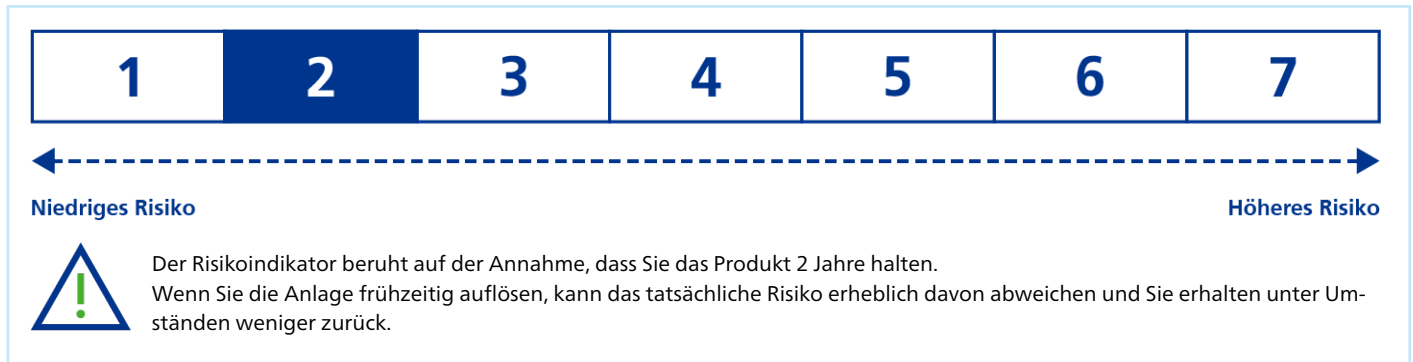 1 2 3 4 5 6 7
Niedriges Risiko Höheres Risiko
Der Risikoindikator beruht auf der Annahme, dass Sie das Produkt 2 Jahre halten.
Wenn Sie die Anlage frühzeitig auflösen, kann das tatsächliche Risiko erheblich davon abweichen und Sie erhalten unter Um-
ständen weniger zurück.